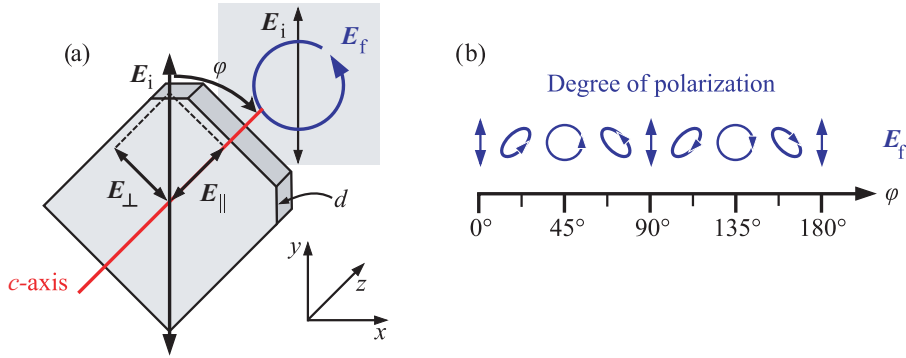 (a)
E_i
φ
E_i
E_f
E_⊥
E_∥
d
c-axis
y
z
x
(b)
Degree of polarization
E_f
φ
0° 45° 90° 135° 180°